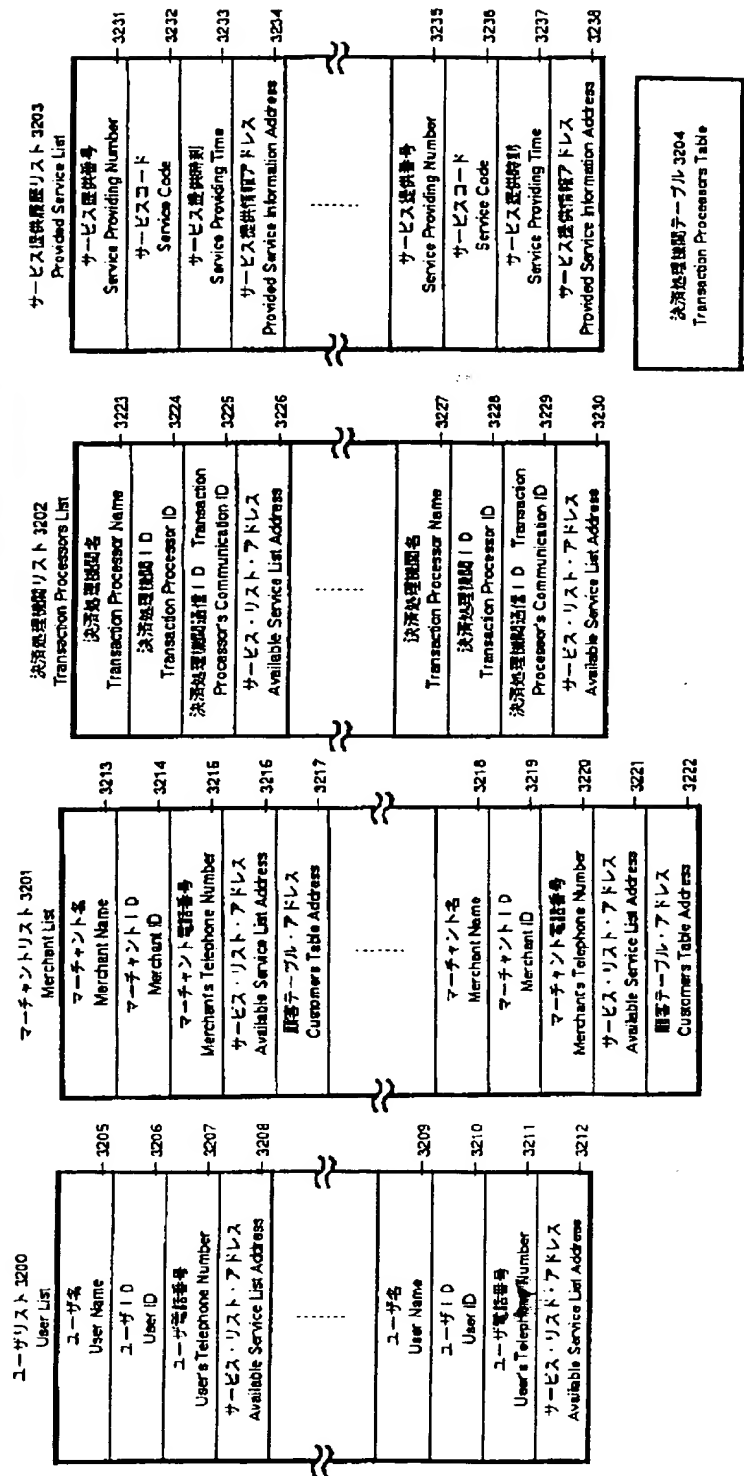 ユーザリスト 3200
User List
ユーザ名
User Name
3205
ユーザID
User ID
3206
ユーザ電話番号
User's Telephone Number
3207
サービス・リスト・アドレス
Available Service List Address
3208
ユーザ名
User Name
3209
ユーザID
User ID
3210
ユーザ電話番号
User's Telephone Number
3211
サービス・リスト・アドレス
Available Service List Address
3212
マーチャントリスト 3201
Merchant List
マーチャント名
Merchant Name
3213
マーチャントID
Merchant ID
3214
マーチャント電話番号
Merchant's Telephone Number
3215
サービス・リスト・アドレス
Available Service List Address
3216
顧客テーブル・アドレス
Customers Table Address
3217
マーチャント名
Merchant Name
3218
マーチャントID
Merchant ID
3219
マーチャント電話番号
Merchant's Telephone Number
3220
サービス・リスト・アドレス
Available Service List Address
3221
顧客テーブル・アドレス
Customers Table Address
3222
決済処理機関リスト 3202
Transaction Processors List
決済処理機関名
Transaction Processor Name
3223
決済処理機関ID
Transaction Processor ID
3224
決済処理機関通信ID Transaction
Processor's Communication ID
3225
サービス・リスト・アドレス
Available Service List Address
3226
決済処理機関名
Transaction Processor Name
3227
決済処理機関ID
Transaction Processor ID
3228
決済処理機関通信ID Transaction
Processor's Communication ID
3229
サービス・リスト・アドレス
Available Service List Address
3230
サービス提供履歴リスト 3203
Provided Service List
サービス提供番号
Service Providing Number
3231
サービスコード
Service Code
3232
サービス提供時刻
Service Providing Time
3233
サービス提供情報アドレス
Provided Service Information Address
3234
サービス提供番号
Service Providing Number
3235
サービスコード
Service Code
3236
サービス提供時刻
Service Providing Time
3237
サービス提供情報アドレス
Provided Service Information Address
3238
決済処理機関テーブル 3204
Transaction Processors Table